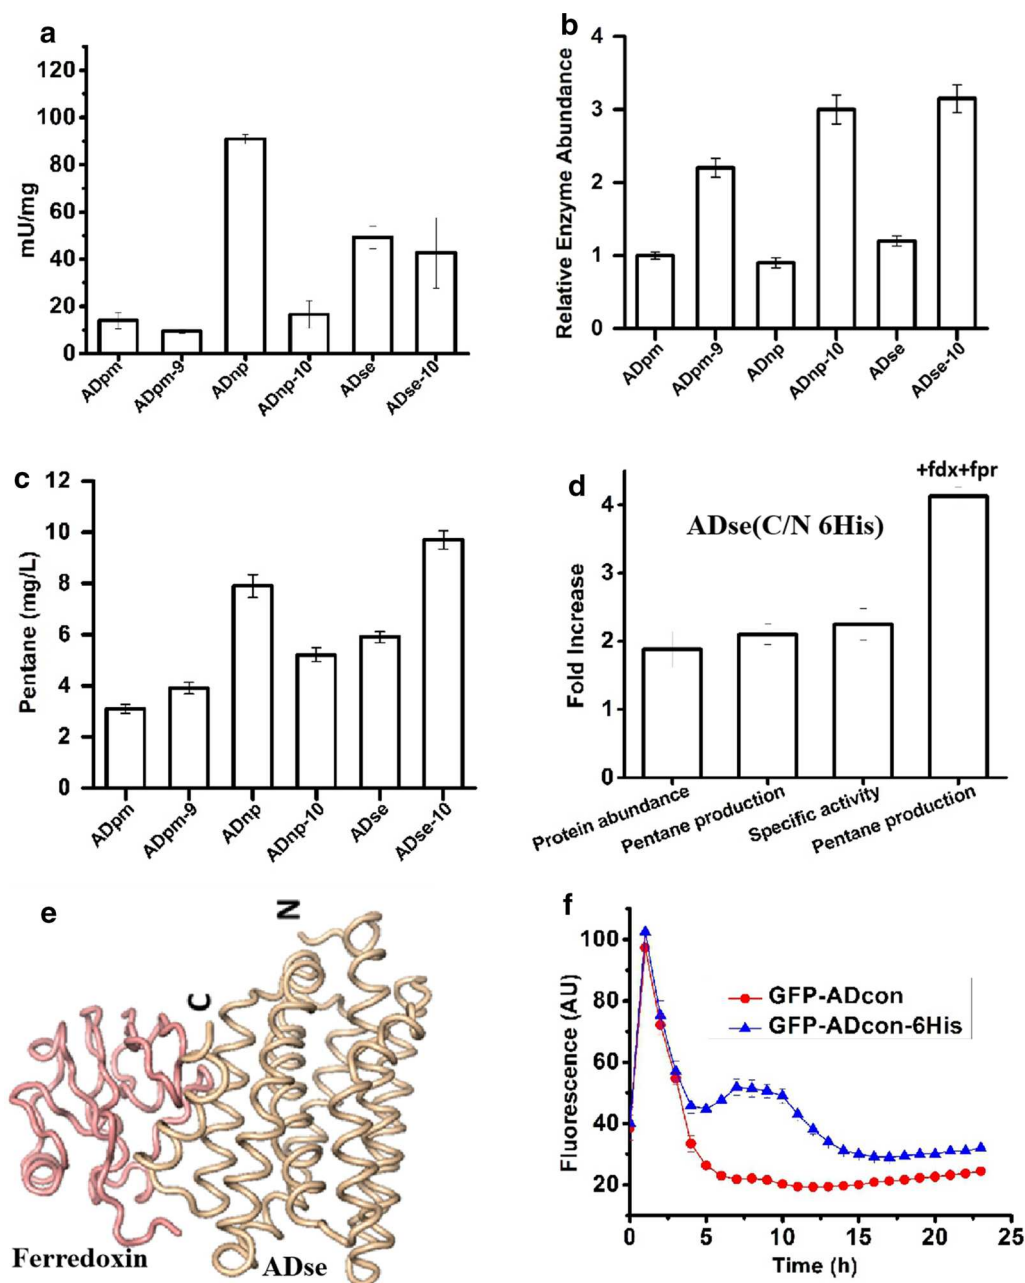 a
mU/mg
120
100
80
60
40
20
0
ADpm
ADpm-9
ADnp
ADnp-10
ADse
ADse-10
b
Relative Enzyme Abundance
4
3
2
1
0
ADpm
ADpm-9
ADnp
ADnp-10
ADse
ADse-10
c
Pentane (mg/L)
12
10
8
6
4
2
0
ADpm
ADpm-9
ADnp
ADnp-10
ADse
ADse-10
d
+fdx+fpr
ADse(C/N 6His)
Fold Increase
4
3
2
1
0
Protein abundance
Pentane production
Specific activity
Pentane production
e
N
C
Ferredoxin
ADse
f
Fluorescence (AU)
100
80
60
40
20
GFP-ADcon
GFP-ADcon-6His
0
5
10
15
20
25
Time (h)